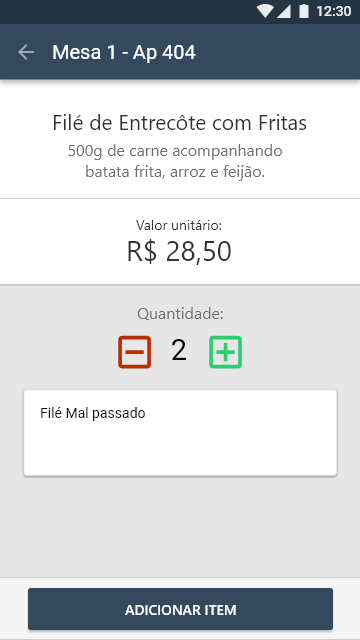 12:30
Mesa 1 - Ap 404
Filé de Entrecôte com Fritas
500g de carne acompanhando
batata frita, arroz e feijão.
Valor unitário:
R$ 28,50
Quantidade:
2
Filé Mal passado
ADICIONAR ITEM